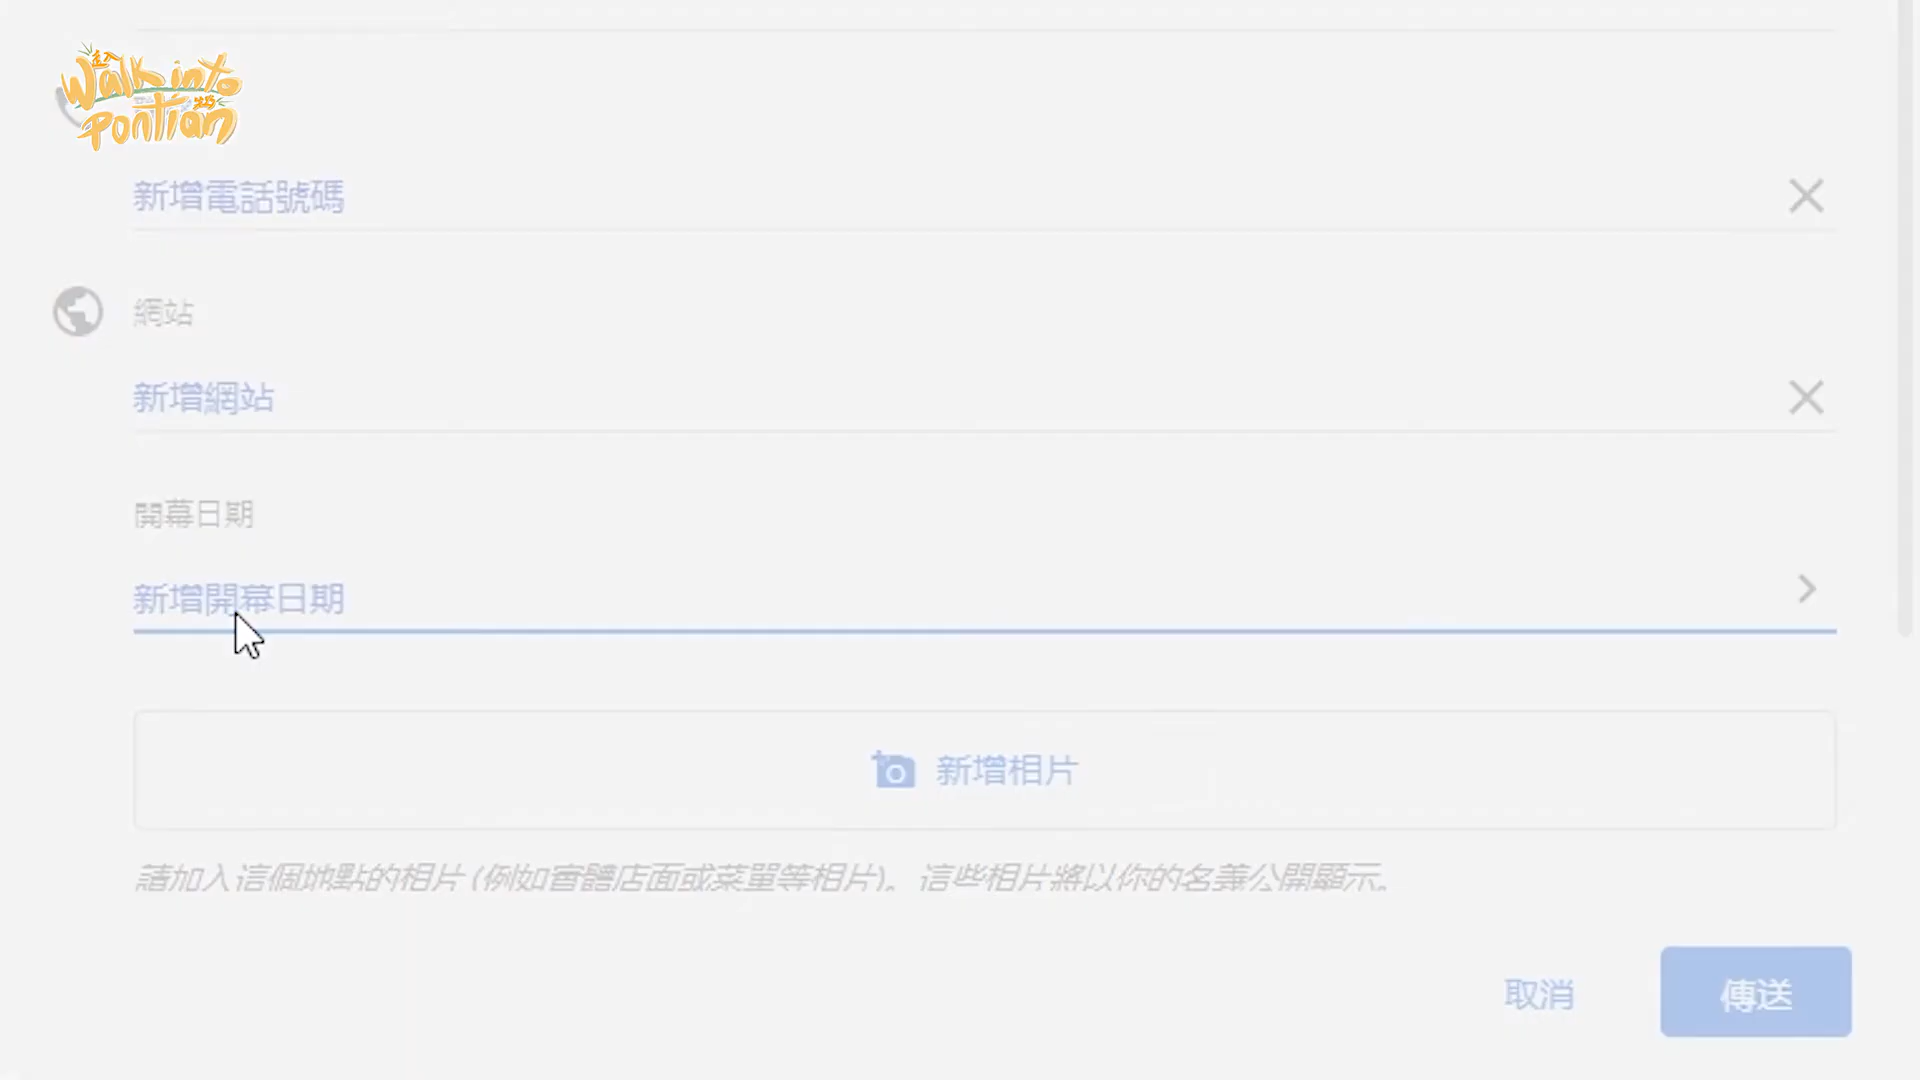 走入
Walk into
Pontian
新增電話號碼
網站
新增網站
開幕日期
新增開幕日期
新增相片
請加入這個地點的相片 (例如實體店面或菜單等相片)。這些相片將以你的名義公開顯示。
取消
傳送